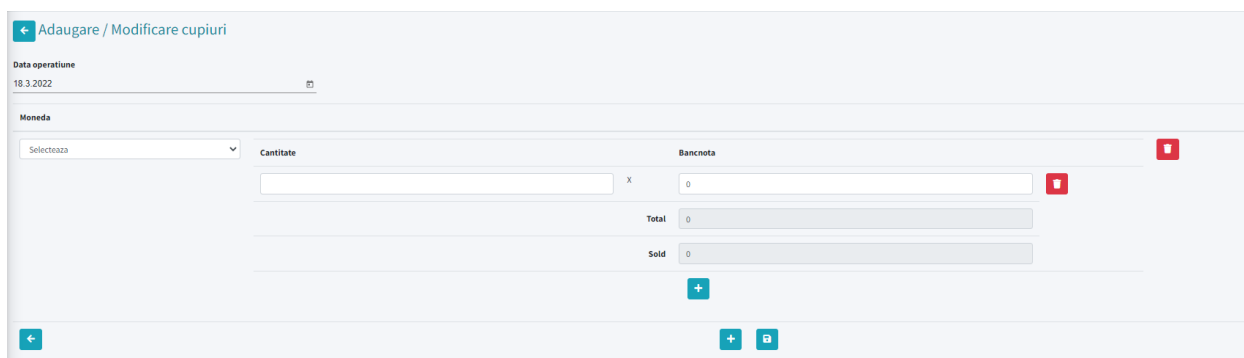 Adaugare / Modificare cupiuri
Data operatiune
18.3.2022
Moneda
Selecteaza
Cantitate Bancnota
X 0
Total 0
Sold 0